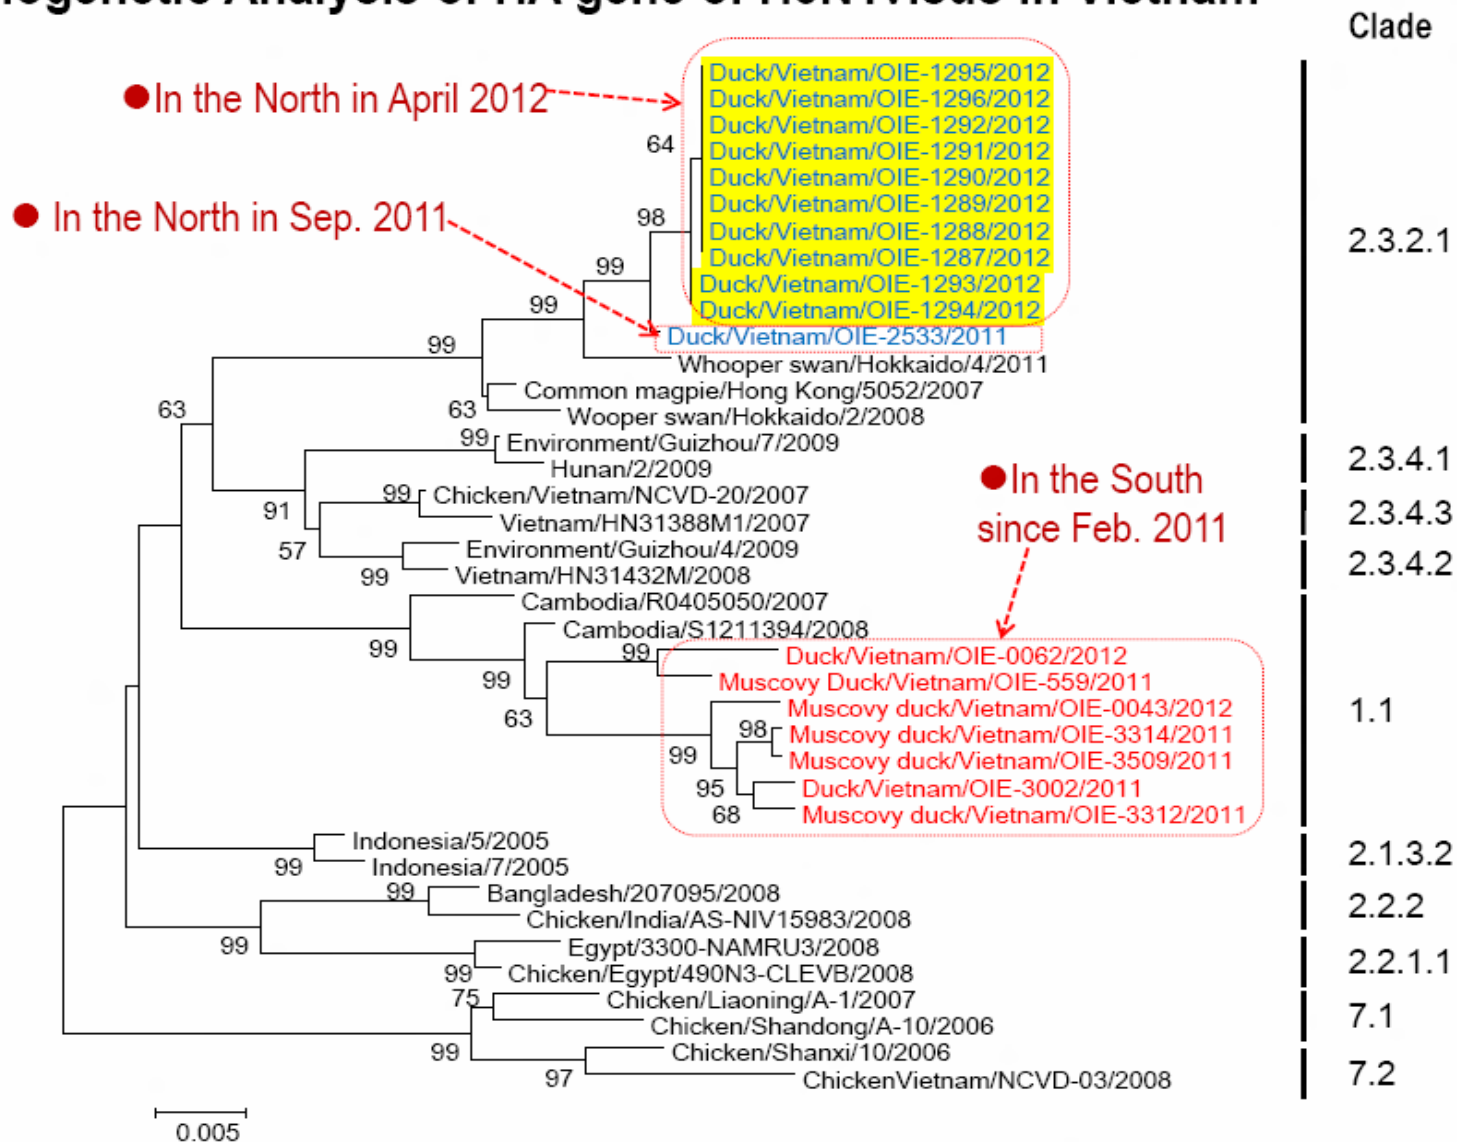 logenetic Analysis of HA gene of H5N1visus in Vietnam
Clade
●In the North in April 2012
Duck/Vietnam/OIE-1295/2012
Duck/Vietnam/OIE-1296/2012
Duck/Vietnam/OIE-1292/2012
64
Duck/Vietnam/OIE-1291/2012
Duck/Vietnam/OIE-1290/2012
Duck/Vietnam/OIE-1289/2012
● In the North in Sep. 2011
98
Duck/Vietnam/OIE-1288/2012
2.3.2.1
Duck/Vietnam/OIE-1287/2012
99
Duck/Vietnam/OIE-1293/2012
99
Duck/Vietnam/OIE-1294/2012
Duck/Vietnam/OIE-2533/2011
99
Whooper swan/Hokkaido/4/2011
Common magpie/Hong Kong/5052/2007
63
63
Wooper swan/Hokkaido/2/2008
99
Environment/Guizhou/7/2009
2.3.4.1
Hunan/2/2009
●In the South
since Feb. 2011
99
Chicken/Vietnam/NCVD-20/2007
91
Vietnam/HN31388M1/2007
2.3.4.3
57
Environment/Guizhou/4/2009
2.3.4.2
99
Vietnam/HN31432M/2008
Cambodia/R0405050/2007
Cambodia/S1211394/2008
99
99
Duck/Vietnam/OIE-0062/2012
99
Muscovy Duck/Vietnam/OIE-559/2011
63
Muscovy duck/Vietnam/OIE-0043/2012
1.1
98
Muscovy duck/Vietnam/OIE-3314/2011
99
Muscovy duck/Vietnam/OIE-3509/2011
95
Duck/Vietnam/OIE-3002/2011
68
Muscovy duck/Vietnam/OIE-3312/2011
Indonesia/5/2005
2.1.3.2
99
Indonesia/7/2005
99
Bangladesh/207095/2008
2.2.2
Chicken/India/AS-NIV15983/2008
99
Egypt/3300-NAMRU3/2008
2.2.1.1
99
Chicken/Egypt/490N3-CLEVB/2008
75
Chicken/Liaoning/A-1/2007
7.1
Chicken/Shandong/A-10/2006
99
Chicken/Shanxi/10/2006
7.2
97
ChickenVietnam/NCVD-03/2008
0.005